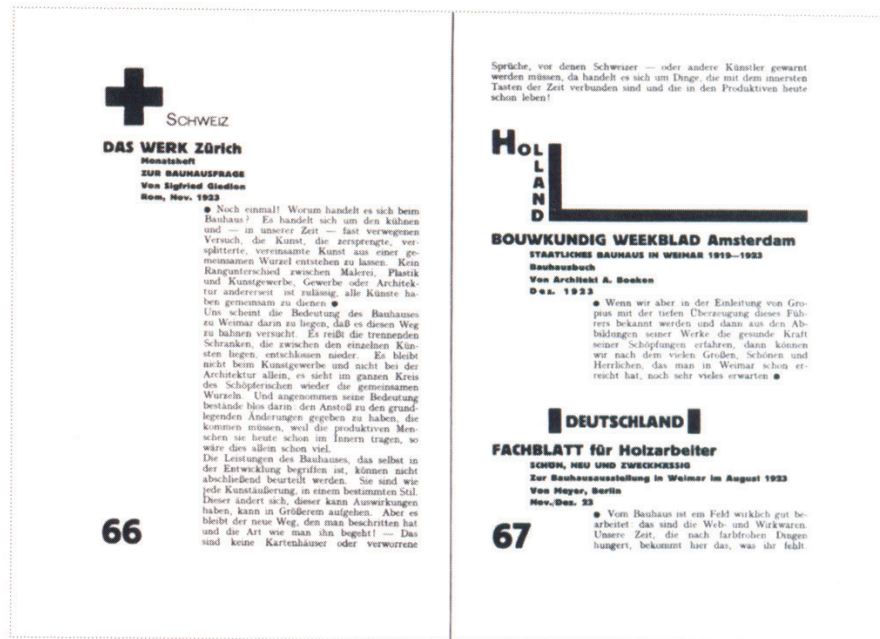 SCHWEIZ
DAS WERK Zürich
Monatsheft
ZUR BAUHAUSFRAGE
Von Sigfried Giedion
Rom, Nov. 1923
● Noch einmal! Worum handelt es sich beim
Bauhaus? Es handelt sich um den kühnen
und — in unserer Zeit — fast verwegenen
Versuch, die Kunst, die zersprengte, ver-
splitterte, vereinsamte Kunst aus einer ge-
meinsamen Wurzel entstehen zu lassen. Kein
Rangunterschied zwischen Malerei, Plastik
und Kunstgewerbe, Gewerbe oder Architek-
tur andererseit ist zulässig, alle Künste ha-
ben gemeinsam zu dienen ●
Uns scheint die Bedeutung des Bauhauses
zu Weimar darin zu liegen, daß es diesen Weg
zu bahnen versucht. Es reißt die trennenden
Schranken, die zwischen den einzelnen Kün-
sten liegen, entschlossen nieder. Es bleibt
nicht beim Kunstgewerbe und nicht bei der
Architektur allein, es sieht im ganzen Kreis
des Schöpferischen wieder die gemeinsamen
Wurzeln. Und angenommen seine Bedeutung
bestände blos darin: den Anstoß zu den grund-
legenden Änderungen gegeben zu haben, die
kommen müssen, weil die produktiven Men-
schen sie heute schon im Innern tragen, so
wäre dies allein schon viel.
Die Leistungen des Bauhauses, das selbst in
der Entwicklung begriffen ist, können nicht
abschließend beurteilt werden. Sie sind wie
jede Kunstäußerung, in einem bestimmten Stil.
Dieser ändert sich, dieser kann Auswirkungen
haben, kann in Größerem aufgehen. Aber es
bleibt der neue Weg, den man beschritten hat
und die Art wie man ihn begeht! — Das
sind keine Kartenhäuser oder verworrene
66
Sprüche, vor denen Schweizer — oder andere Künstler gewarnt
werden müssen, da handelt es sich um Dinge, die mit dem innersten
Tasten der Zeit verbunden sind und die in den Produktiven heute
schon leben!
HOLLAND
BOUWKUNDIG WEEKBLAD Amsterdam
STAATLICHES BAUHAUS IN WEIMAR 1919—1923
Bauhausbuch
Von Architekt A. Boeken
Dez. 1923
● Wenn wir aber in der Einleitung von Gro-
pius mit der tiefen Überzeugung dieses Füh-
rers bekannt werden und dann aus den Ab-
bildungen seiner Werke die gesunde Kraft
seiner Schöpfungen erfahren, dann können
wir nach dem vielen Großen, Schönen und
Herrlichen, das man in Weimar schon er-
reicht hat, noch sehr vieles erwarten ●
DEUTSCHLAND
FACHBLATT für Holzarbeiter
SCHÖN, NEU UND ZWECKMÄSSIG
Zur Bauhausausstellung in Weimar im August 1923
Von Meyer, Berlin
Nov./Dez. 23
● Vom Bauhaus ist ein Feld wirklich gut be-
arbeitet: das sind die Web- und Wirkwaren.
Unsere Zeit, die nach farbfrohen Dingen
hungert, bekommt hier das, was ihr fehlt.
67